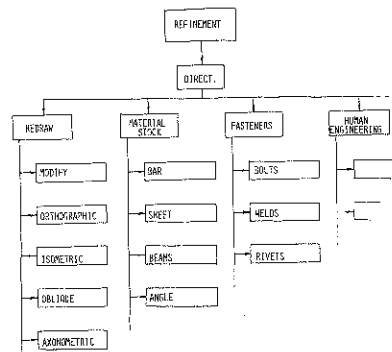 REFINEMENT
DIRECT.
REDRAW
MATERIAL
STOCK
FASTENERS
HUMAN
ENGINEERING
MODIFY
ORTHOGRAPHIC
ISOMETRIC
OBLIQUE
AXONOMETRIC
BAR
SHEET
BEAMS
ANGLE
BOLTS
WELDS
RIVETS